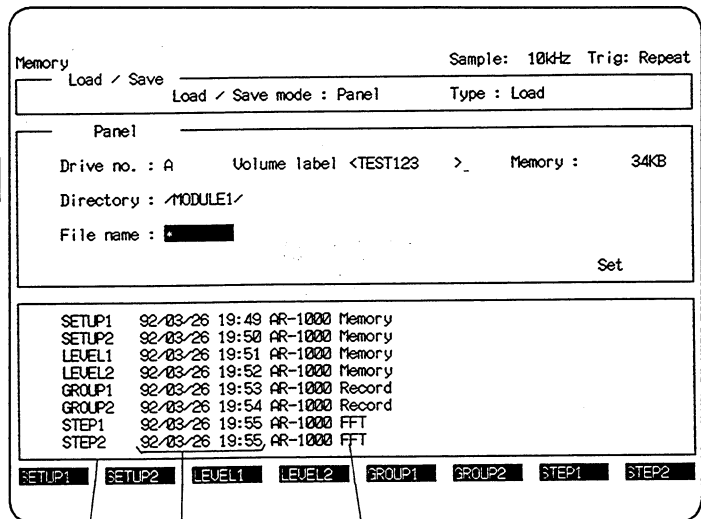 Memory Sample: 10kHz Trig: Repeat
Load / Save
Load / Save mode : Panel Type : Load
Panel
Drive no. : A Volume label <TEST123 >_ Memory : 34KB
Directory : /MODULE1/
File name : *
Set
SETUP1 92/03/26 19:49 AR-1000 Memory
SETUP2 92/03/26 19:50 AR-1000 Memory
LEVEL1 92/03/26 19:51 AR-1000 Memory
LEVEL2 92/03/26 19:52 AR-1000 Memory
GROUP1 92/03/26 19:53 AR-1000 Record
GROUP2 92/03/26 19:54 AR-1000 Record
STEP1 92/03/26 19:55 AR-1000 FFT
STEP2 92/03/26 19:55 AR-1000 FFT
SETUP1 SETUP2 LEVEL1 LEVEL2 GROUP1 GROUP2 STEP1 STEP2